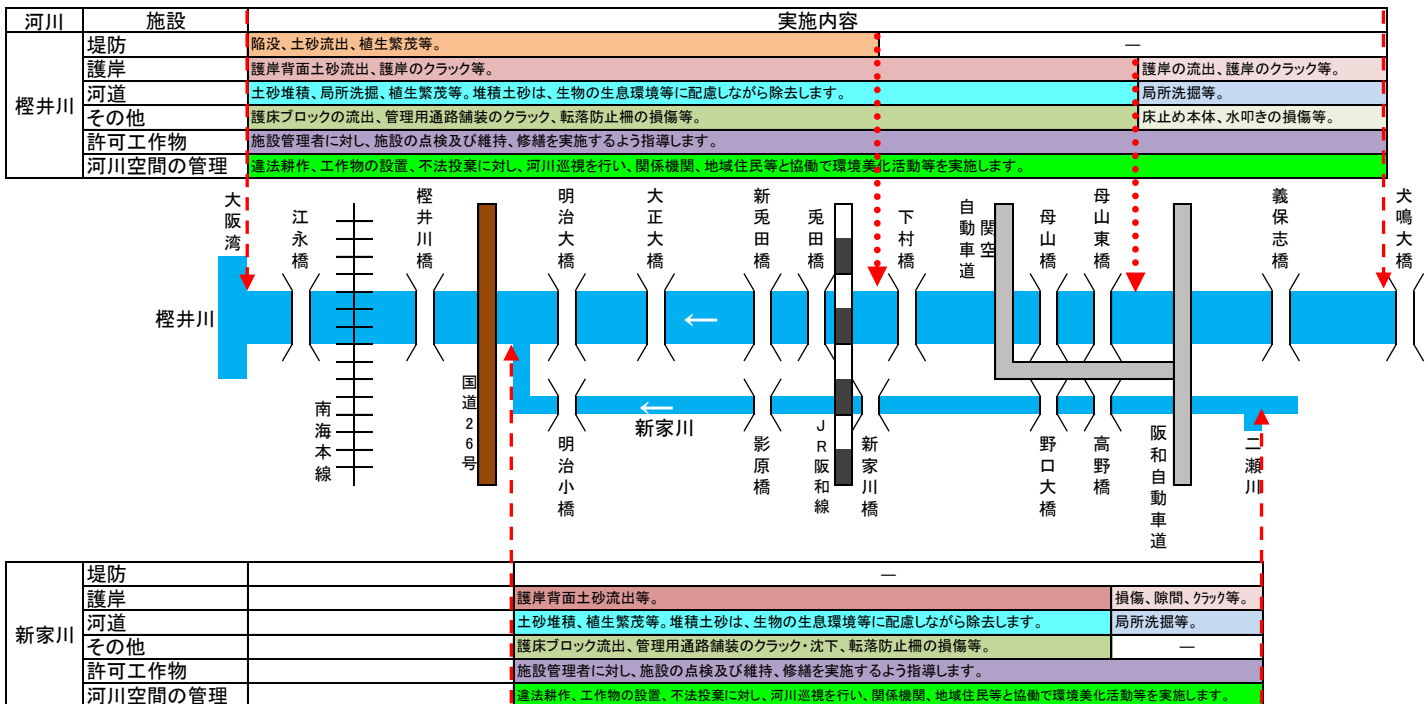 河川 施設 実施内容
樫井川
堤防 陥没、土砂流出、植生繁茂等。 ―
護岸 護岸背面土砂流出、護岸のクラック等。 護岸の流出、護岸のクラック等。
河道 土砂堆積、局所洗掘、植生繁茂等。堆積土砂は、生物の生息環境等に配慮しながら除去します。 局所洗掘等。
その他 護床ブロックの流出、管理用通路舗装のクラック、転落防止柵の損傷等。 床止め本体、水叩きの損傷等。
許可工作物 施設管理者に対し、施設の点検及び維持、修繕を実施するよう指導します。
河川空間の管理 違法耕作、工作物の設置、不法投棄に対し、河川巡視を行い、関係機関、地域住民等と協働で環境美化活動等を実施します。
大阪湾
江永橋
樫井川橋
明治大橋
大正大橋
新兎田橋
兎田橋
下村橋
関空
自動車道
母山橋
母山東橋
義保志橋
犬鳴大橋
樫井川
←
南海本線
国道26号
明治小橋
←
新家川
影原橋
JR阪和線
新家川橋
野口大橋
高野橋
阪和自動車道
二瀬川
新家川
堤防 ―
護岸 護岸背面土砂流出等。 損傷、隙間、クラック等。
河道 土砂堆積、植生繁茂等。堆積土砂は、生物の生息環境等に配慮しながら除去します。 局所洗掘等。
その他 護床ブロック流出、管理用通路舗装のクラック・沈下、転落防止柵の損傷等。 ―
許可工作物 施設管理者に対し、施設の点検及び維持、修繕を実施するよう指導します。
河川空間の管理 違法耕作、工作物の設置、不法投棄に対し、河川巡視を行い、関係機関、地域住民等と協働で環境美化活動等を実施します。